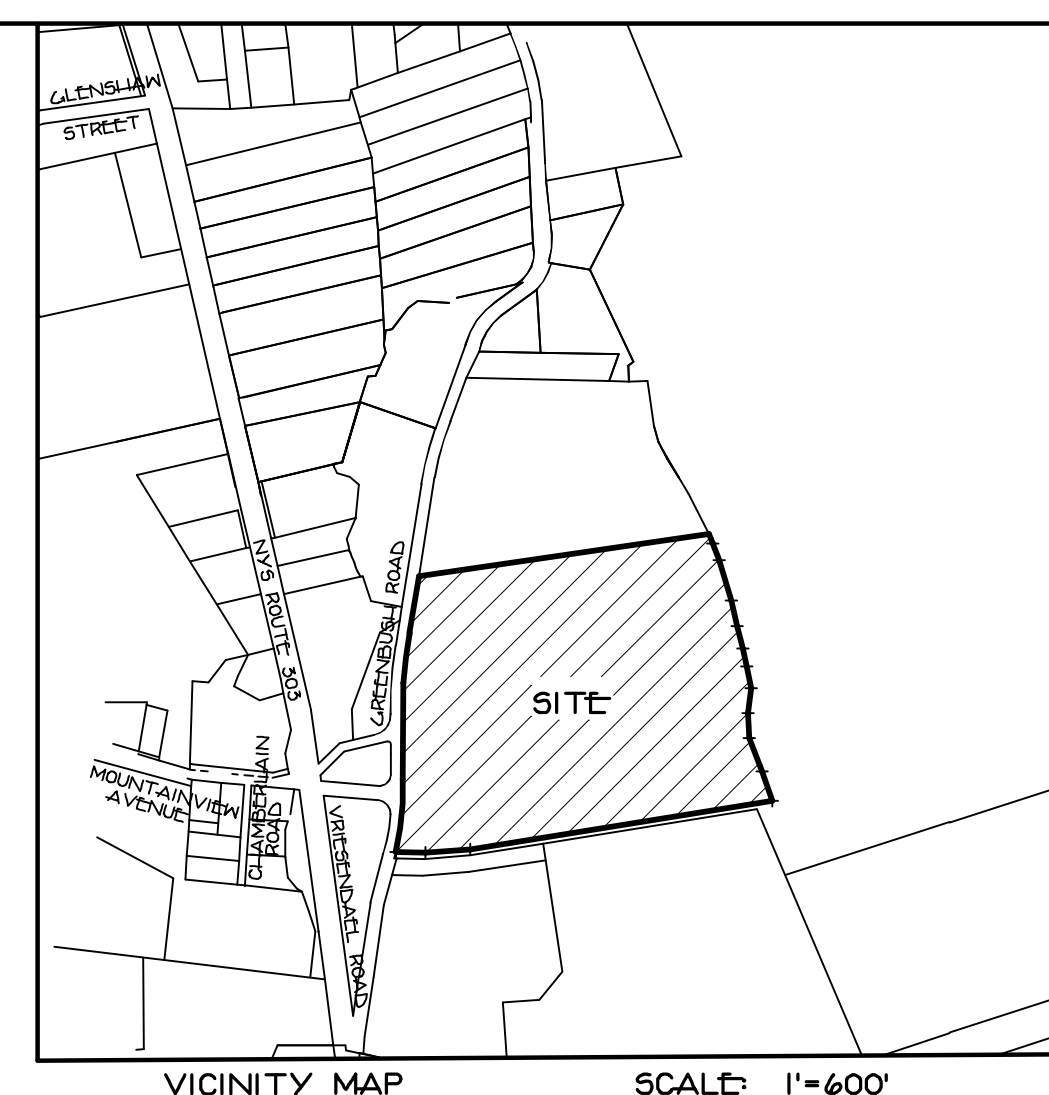 GLENSHAW
STREET
NYS ROUTE 303
GREENBUSH ROAD
SITE
MOUNTAINVIEW
AVENUE
CHAMBERLAIN
ROAD
VRIESENDAEL ROAD
VICINITY MAP
SCALE: 1'=600'